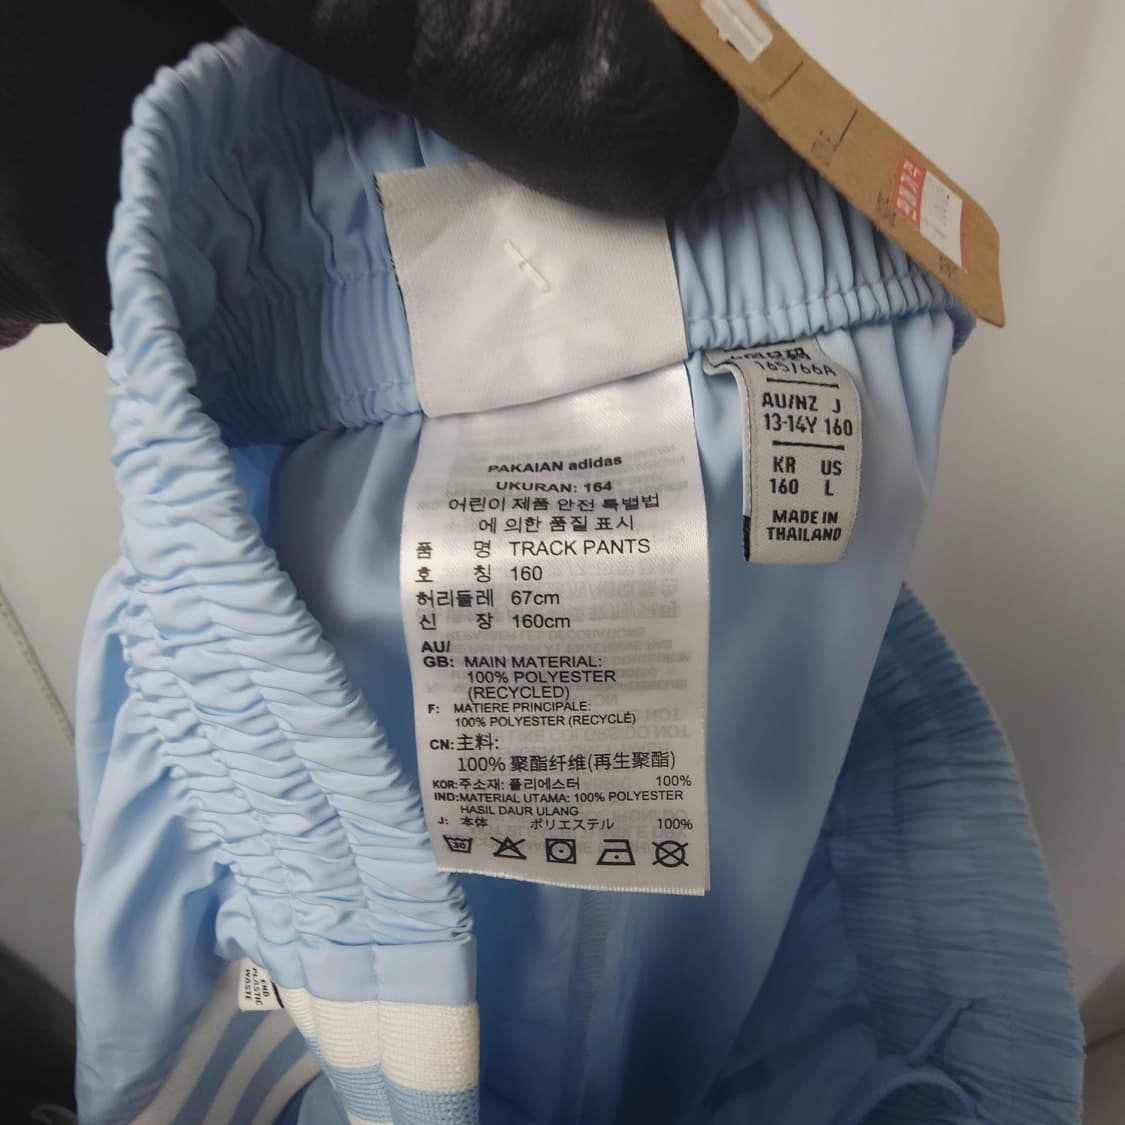 PAKAIAN adidas
UKURAN: 164
어린이 제품 안전 특별법
에 의한 품질 표시
품 명 TRACK PANTS
호 칭 160
허리둘레 67cm
신 장 160cm
AU/
GB: MAIN MATERIAL:
100% POLYESTER
(RECYCLED)
F: MATIERE PRINCIPALE:
100% POLYESTER (RECYCLÉ)
CN:主料:
100% 聚酯纤维(再生聚酯)
KOR:주소재: 폴리에스터 100%
IND:MATERIAL UTAMA: 100% POLYESTER
HASIL DAUR ULANG
J: 本体 ポリエステル 100%
30
165/66A
AU/NZ J
13-14Y 160
KR US
160 L
MADE IN
THAILAND
END
PLASTIC
WASTE